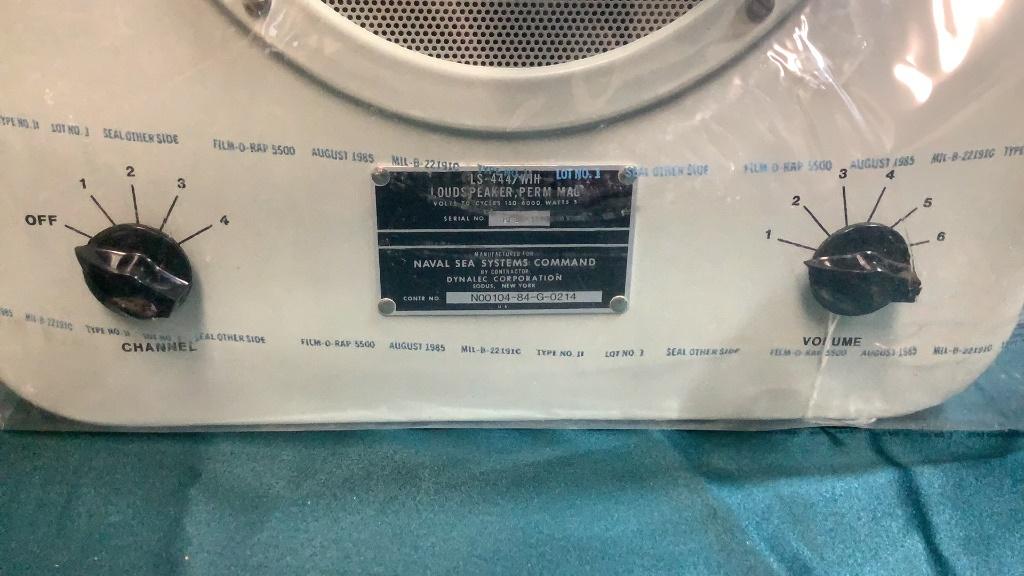 TYPE NO. II LOT NO. 1 SEAL OTHER SIDE FILM-O-RAP 5500 AUGUST 1985 MIL-B-22191C LOT NO. 1 SEAL OTHER SIDE FILM-O-RAP 5500 AUGUST 1985 MIL-B-22191C TYPE
OFF 1 2 3 4
LS-444/WIH
LOUDSPEAKER, PERM MAG
VOLTS 70 CYCLES 150-6000 WATTS 5
SERIAL NO.
MANUFACTURED FOR
NAVAL SEA SYSTEMS COMMAND
BY CONTRACTOR
DYNALEC CORPORATION
SODUS, NEW YORK
CONTR NO. N00104-84-G-0214
U.S.
1 2 3 4 5 6
CHANNEL
VOLUME
1985 MIL-B-22191C TYPE NO. II SEAL OTHER SIDE FILM-O-RAP 5500 AUGUST 1985 MIL-B-22191C TYPE NO. II LOT NO. 1 SEAL OTHER SIDE FILM-O-RAP 5500 AUGUST 1985 MIL-B-22191C